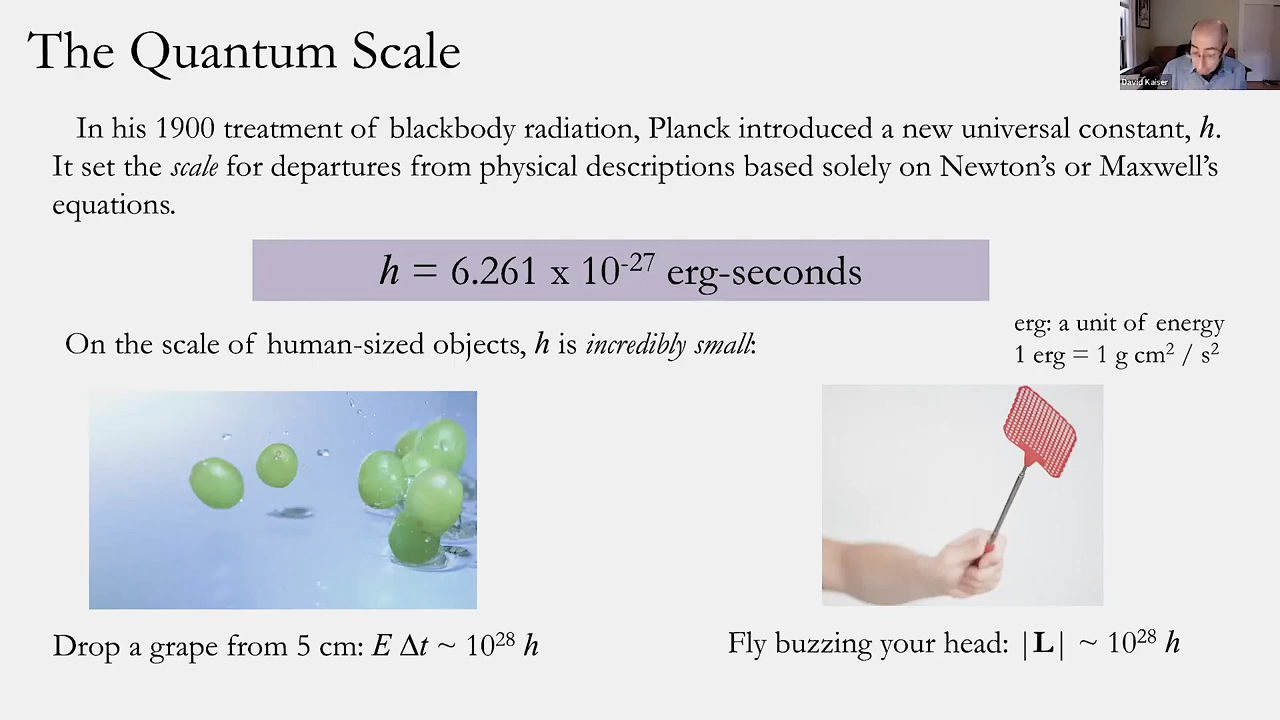 The Quantum Scale
David Kaiser
In his 1900 treatment of blackbody radiation, Planck introduced a new universal constant, h.
It set the scale for departures from physical descriptions based solely on Newton's or Maxwell's
equations.
h = 6.261 x 10⁻²⁷ erg-seconds
erg: a unit of energy
1 erg = 1 g cm² / s²
On the scale of human-sized objects, h is incredibly small:
Drop a grape from 5 cm: E Δt ~ 10²⁸ h
Fly buzzing your head: |L| ~ 10²⁸ h